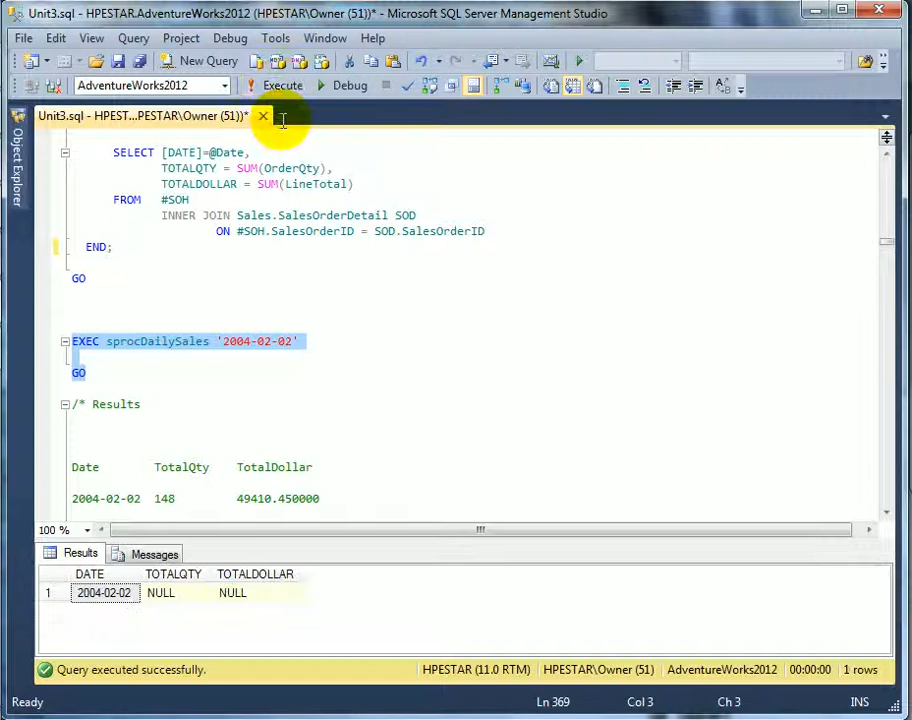 Unit3.sql - HPESTAR.AdventureWorks2012 (HPESTAR\Owner (51))* - Microsoft SQL Server Management Studio
File Edit View Query Project Debug Tools Window Help
New Query
AdventureWorks2012 Execute Debug
Unit3.sql - HPEST...PESTAR\Owner (51))*
Object Explorer
SELECT [DATE]=@Date,
TOTALQTY = SUM(OrderQty),
TOTALDOLLAR = SUM(LineTotal)
FROM #SOH
INNER JOIN Sales.SalesOrderDetail SOD
ON #SOH.SalesOrderID = SOD.SalesOrderID
END;
GO
EXEC sprocDailySales '2004-02-02'
GO
/* Results
Date TotalQty TotalDollar
2004-02-02 148 49410.450000
100 %
Results Messages
DATE TOTALQTY TOTALDOLLAR
1 2004-02-02 NULL NULL
Query executed successfully. HPESTAR (11.0 RTM) HPESTAR\Owner (51) AdventureWorks2012 00:00:00 1 rows
Ready Ln 369 Col 3 Ch 3 INS